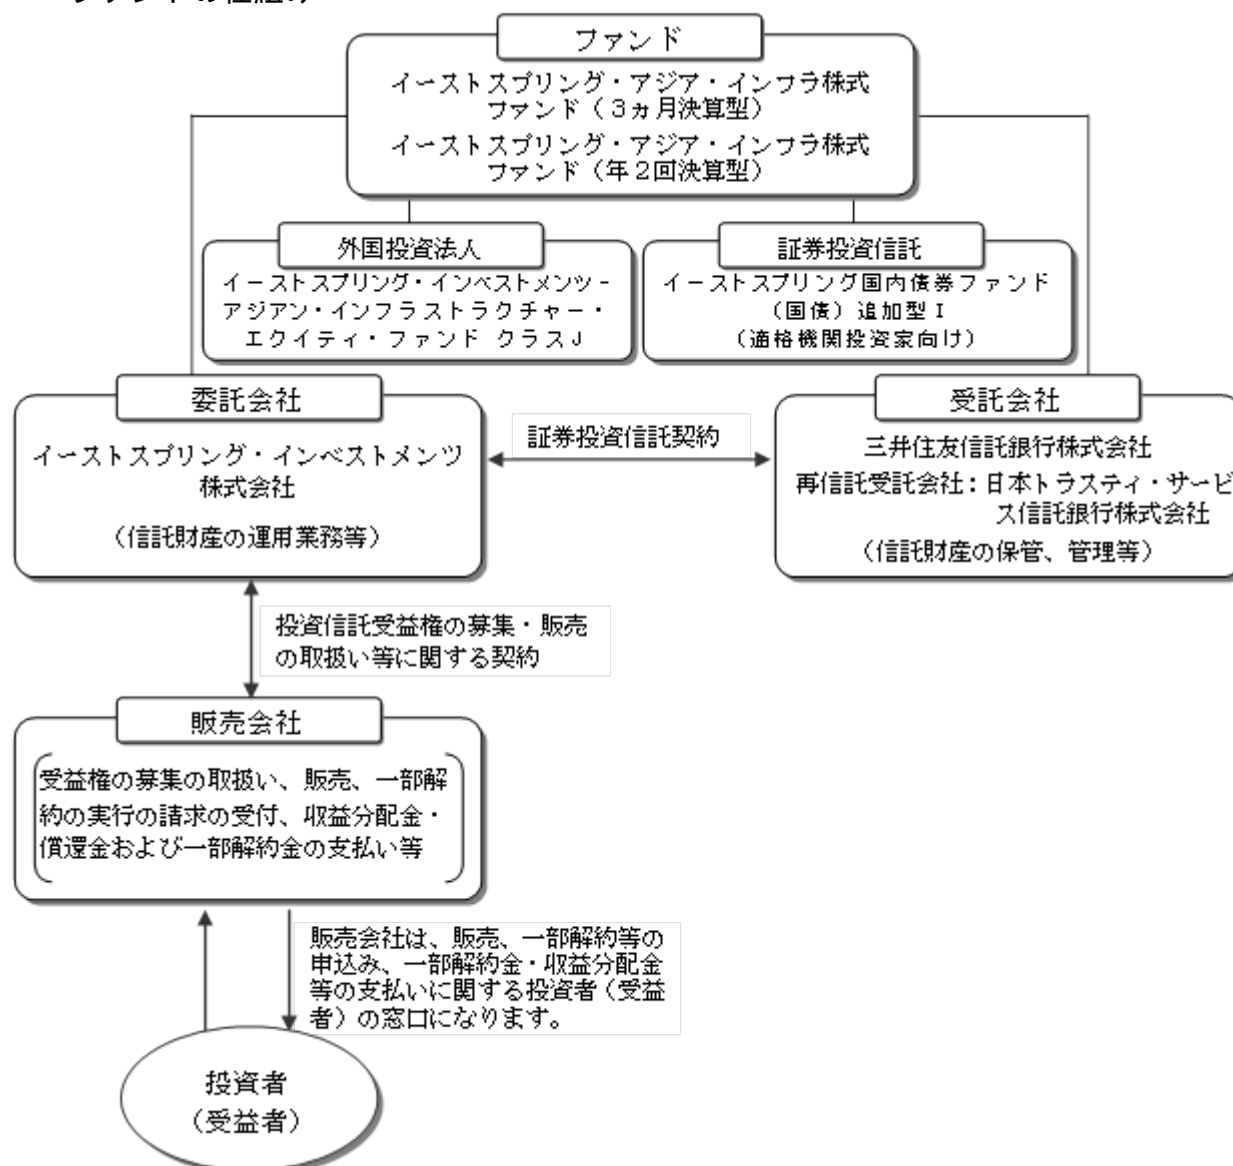 ファンド
イーストスプリング・アジア・インフラ株式
ファンド（３ヵ月決算型）
イーストスプリング・アジア・インフラ株式
ファンド（年２回決算型）
外国投資法人
イーストスプリング・インベストメンツ－
アジアン・インフラストラクチャー・
エクイティ・ファンド クラスＪ
証券投資信託
イーストスプリング国内債券ファンド
（国債）追加型Ｉ
（適格機関投資家向け）
委託会社
イーストスプリング・インベストメンツ
株式会社
（信託財産の運用業務等）
証券投資信託契約
受託会社
三井住友信託銀行株式会社
再信託受託会社：日本トラスティ・サービ
ス信託銀行株式会社
（信託財産の保管、管理等）
投資信託受益権の募集・販売
の取扱い等に関する契約
販売会社
受益権の募集の取扱い、販売、一部解
約の実行の請求の受付、収益分配金・
償還金および一部解約金の支払い等
販売会社は、販売、一部解約等の
申込み、一部解約金・収益分配金
等の支払いに関する投資者（受益
者）の窓口になります。
投資者
（受益者）